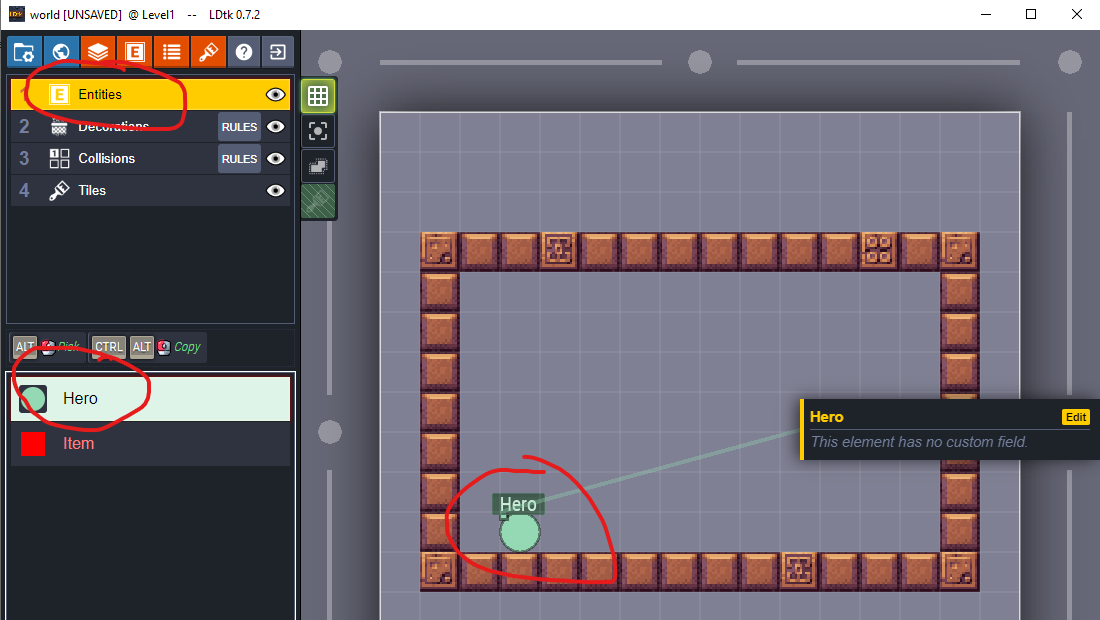 world [UNSAVED] @ Level1 -- LDtk 0.7.2
1 E Entities
2 Decorations RULES
3 Collisions RULES
4 Tiles
ALT Pick CTRL ALT Copy
Hero
Item
Hero Edit
This element has no custom field.
Hero